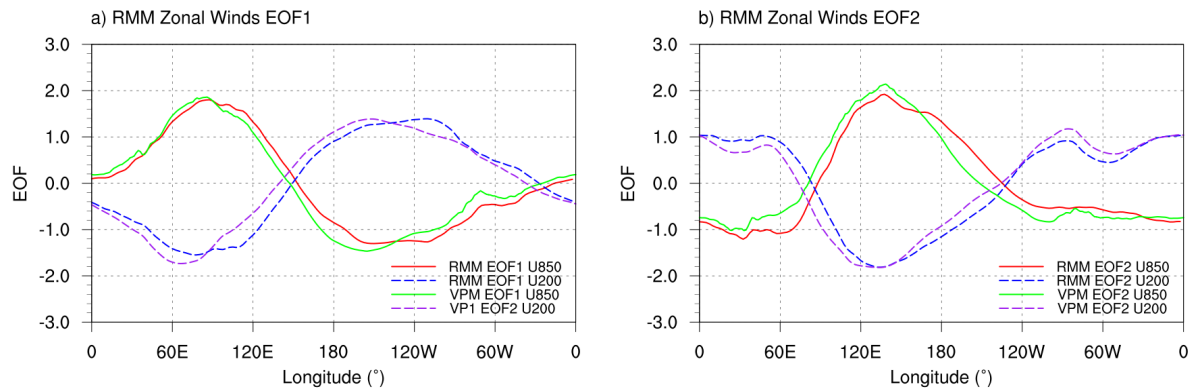 a) RMM Zonal Winds EOF1
3.0
2.0
1.0
0.0
-1.0
-2.0
-3.0
EOF
RMM EOF1 U850
RMM EOF1 U200
VPM EOF1 U850
VP1 EOF2 U200
0 60E 120E 180 120W 60W 0
Longitude (°)
b) RMM Zonal Winds EOF2
3.0
2.0
1.0
0.0
-1.0
-2.0
-3.0
EOF
RMM EOF2 U850
RMM EOF2 U200
VPM EOF2 U850
VPM EOF2 U200
0 60E 120E 180 120W 60W 0
Longitude (°)